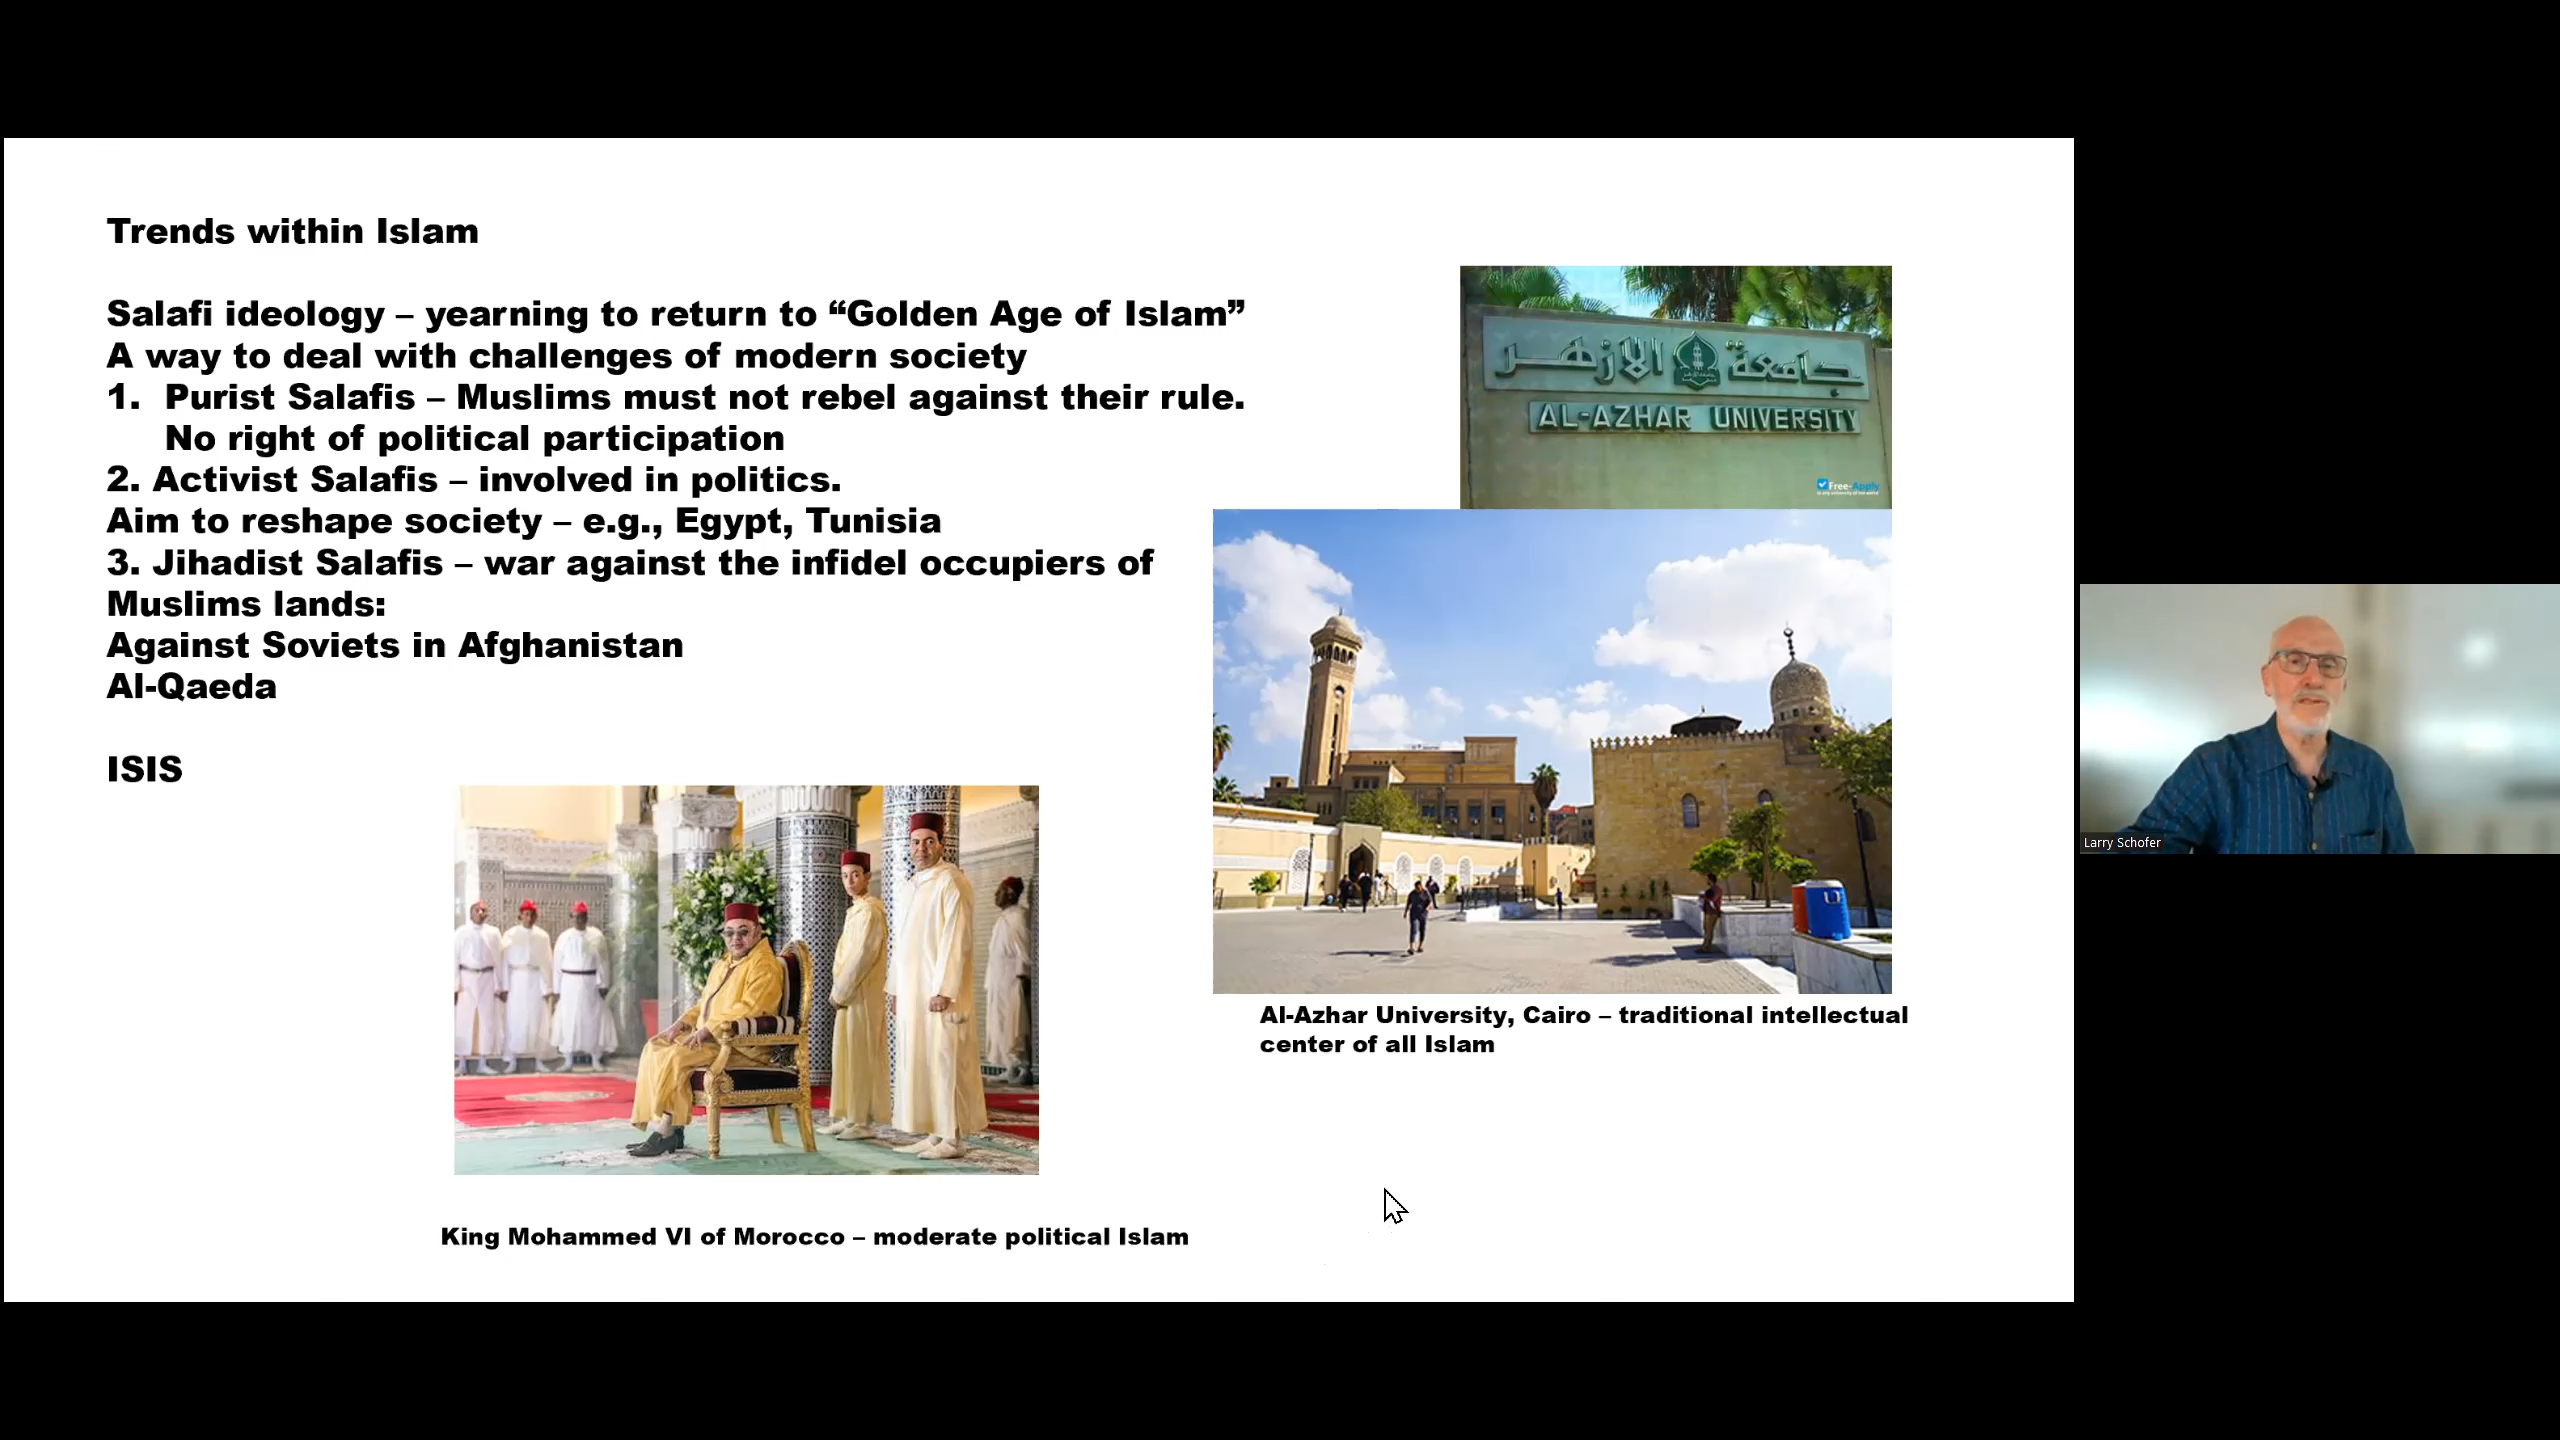 Trends within Islam
Salafi ideology – yearning to return to “Golden Age of Islam”
A way to deal with challenges of modern society
1. Purist Salafis – Muslims must not rebel against their rule.
No right of political participation
2. Activist Salafis – involved in politics.
Aim to reshape society – e.g., Egypt, Tunisia
3. Jihadist Salafis – war against the infidel occupiers of
Muslims lands:
Against Soviets in Afghanistan
Al-Qaeda
ISIS
جامعة الازهر
AL-AZHAR UNIVERSITY
Free-Apply
Al-Azhar University, Cairo – traditional intellectual
center of all Islam
King Mohammed VI of Morocco – moderate political Islam
Larry Schofer